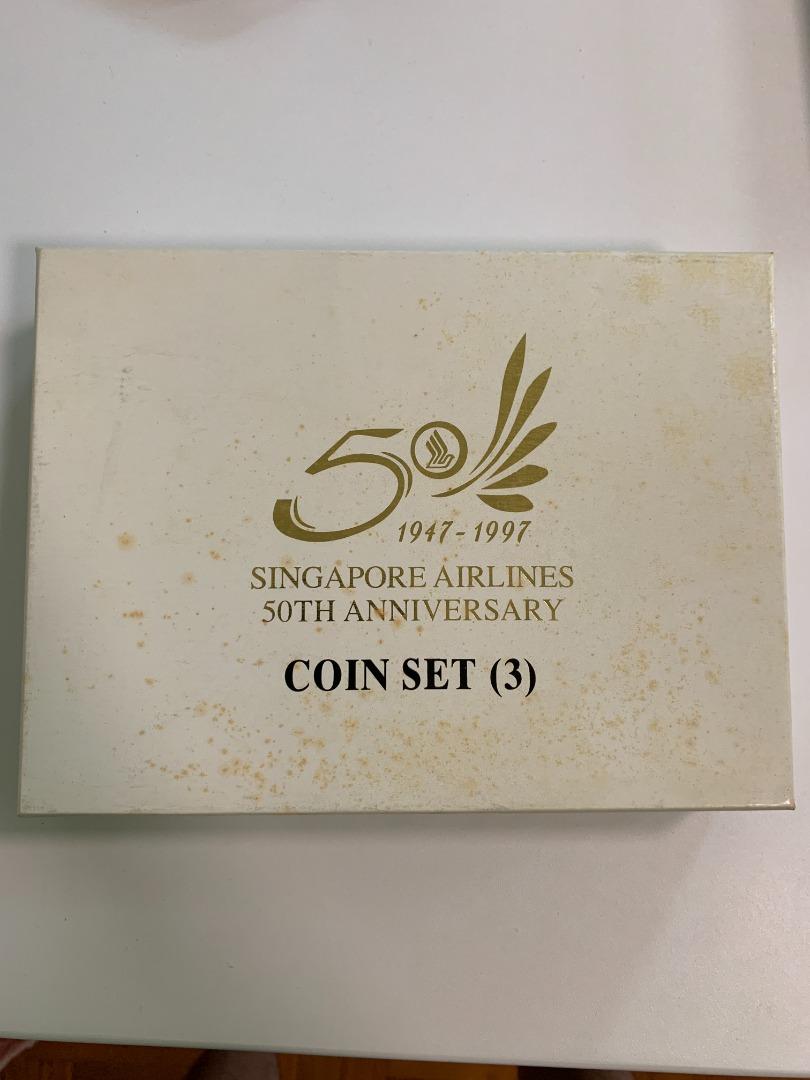 50
1947-1997
SINGAPORE AIRLINES
50TH ANNIVERSARY
COIN SET (3)